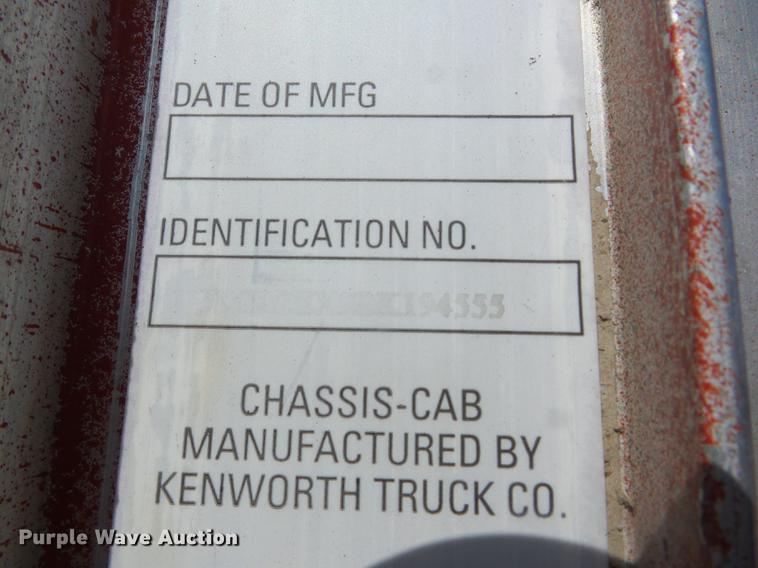 DATE OF MFG
IDENTIFICATION NO.
CHASSIS-CAB
MANUFACTURED BY
KENWORTH TRUCK CO.
Purple Wave Auction